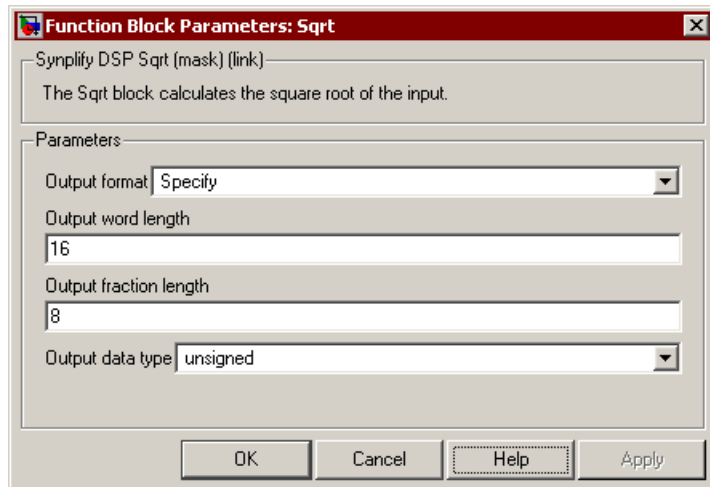 Function Block Parameters: Sqrt
Synplify DSP Sqrt (mask) (link)
The Sqrt block calculates the square root of the input.
Parameters
Output format Specify
Output word length
16
Output fraction length
8
Output data type unsigned
OK Cancel Help Apply